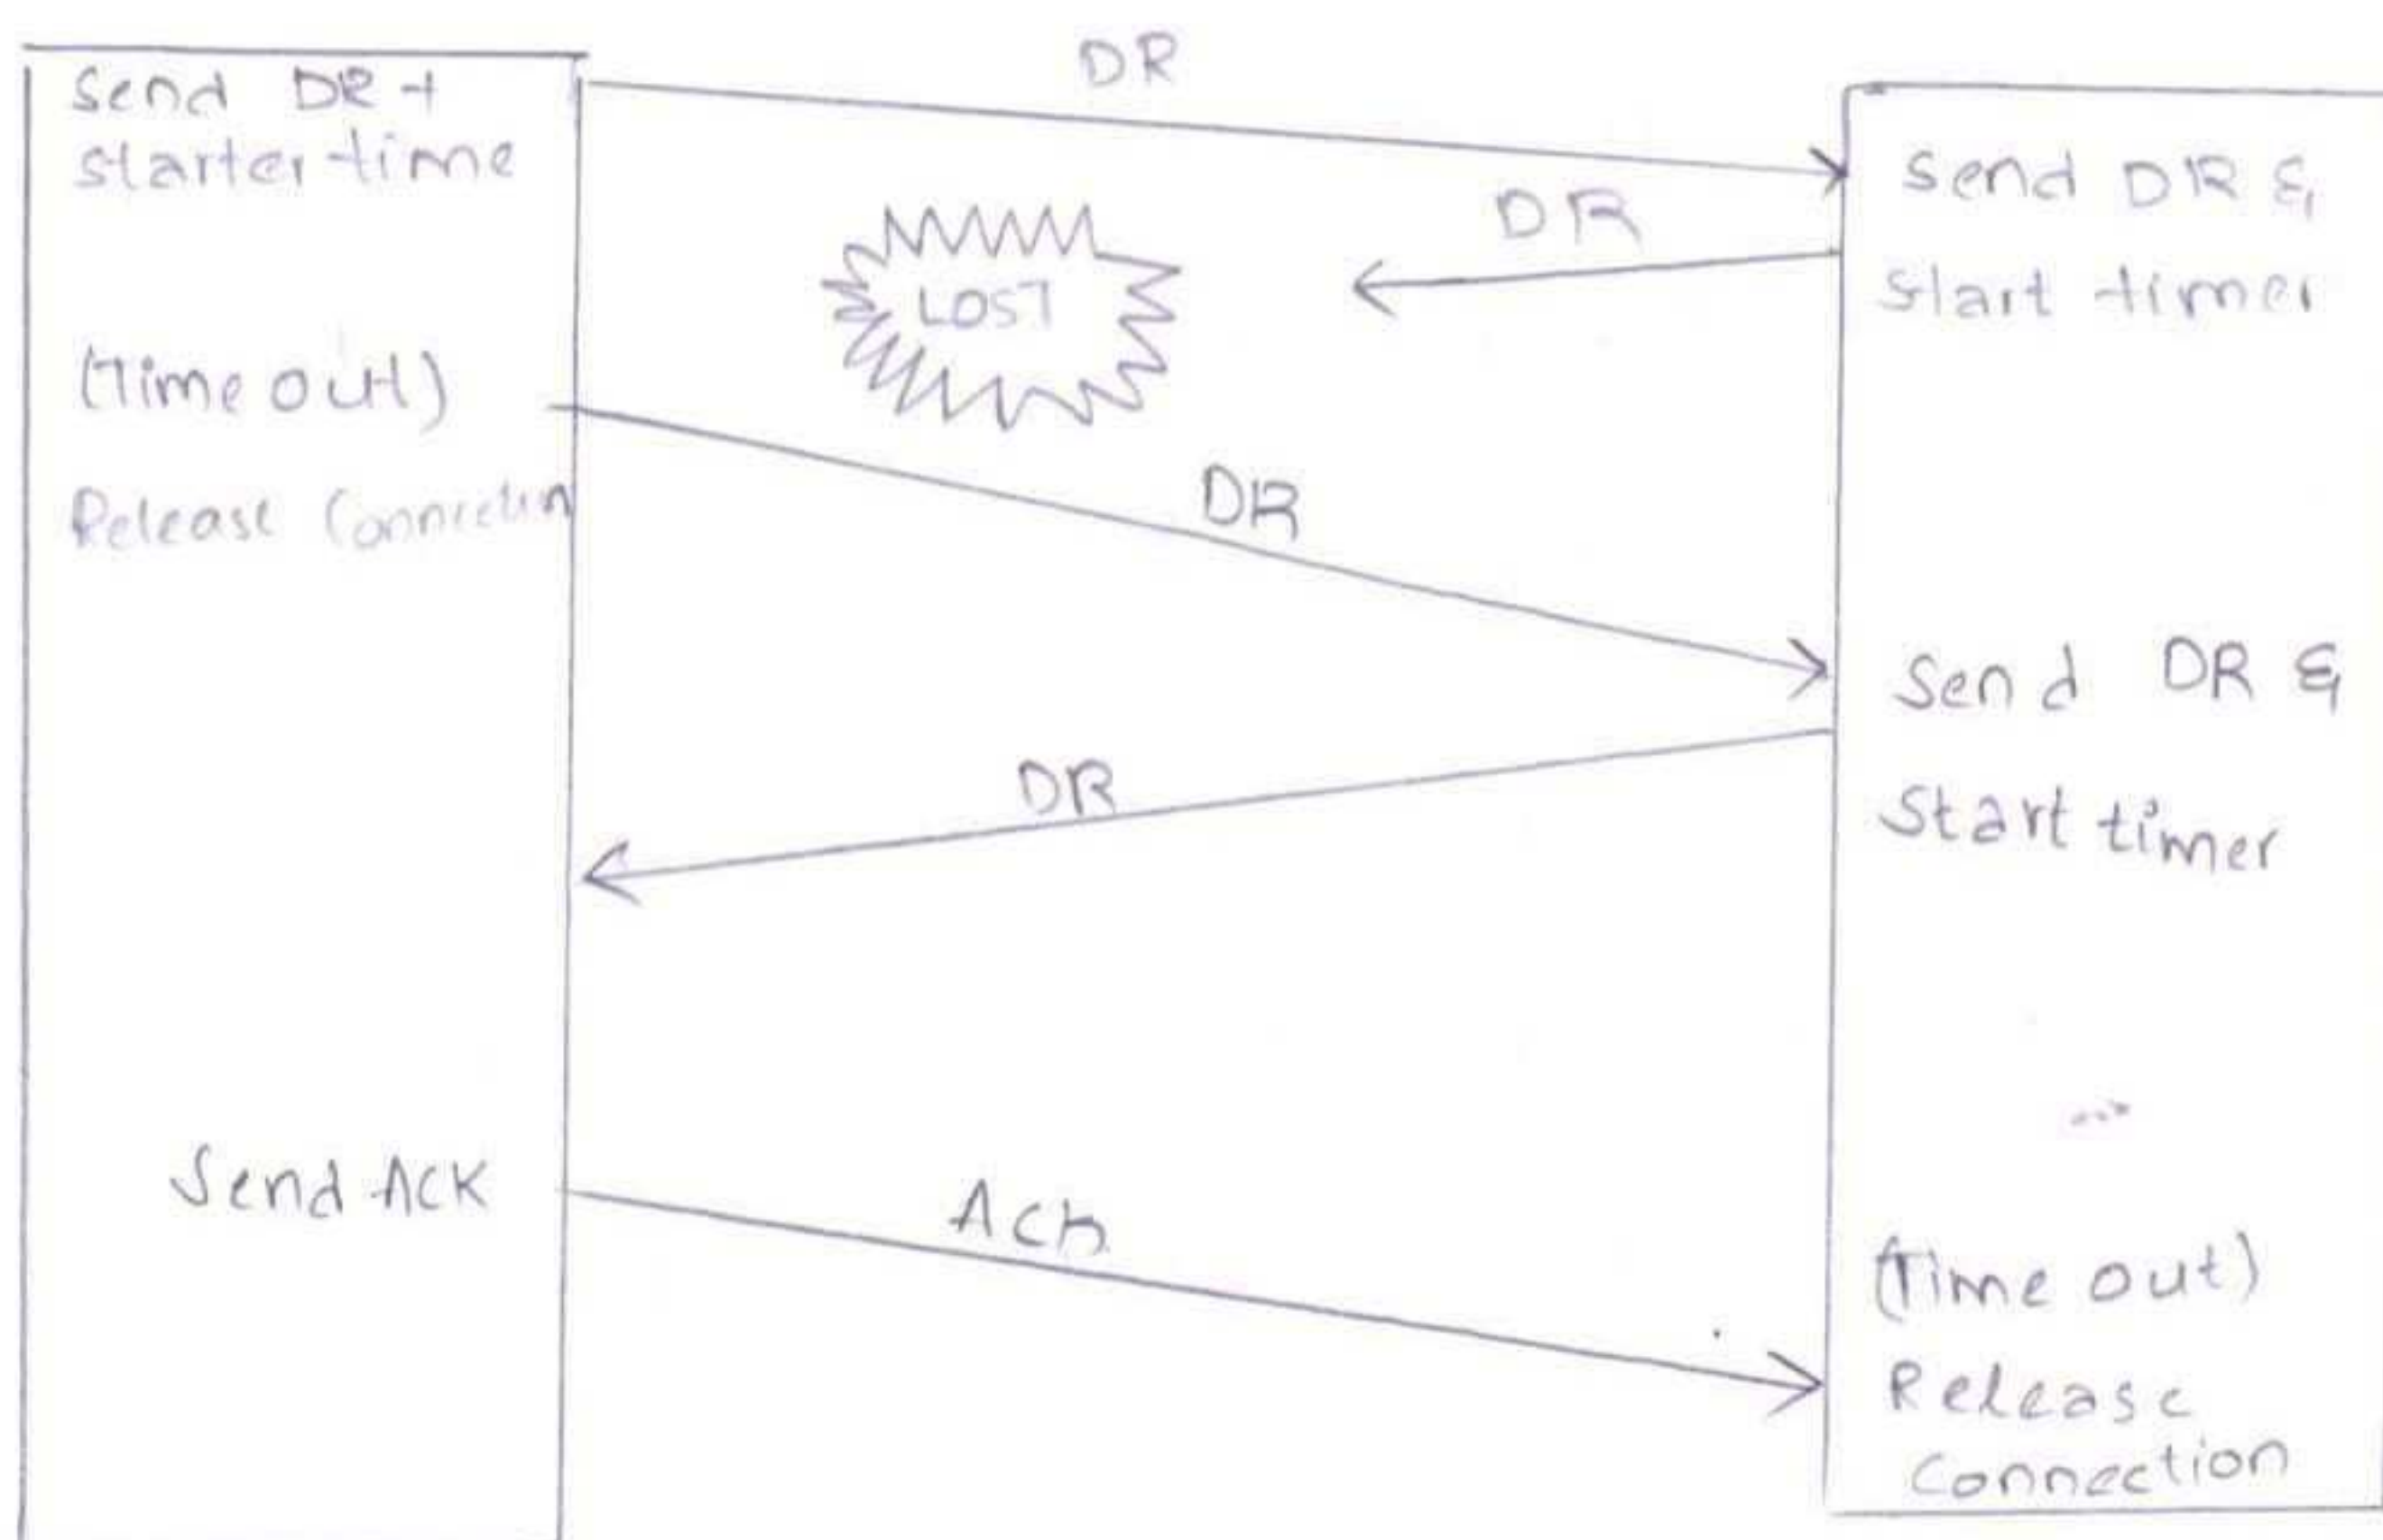 DR
Send DR +
starter time
Send DR &
DR
Start timer
LOST
(Time out)
DR
Release Connection
Send DR &
DR
Start timer
Send ACK
Ack
(Time out)
Release
Connection